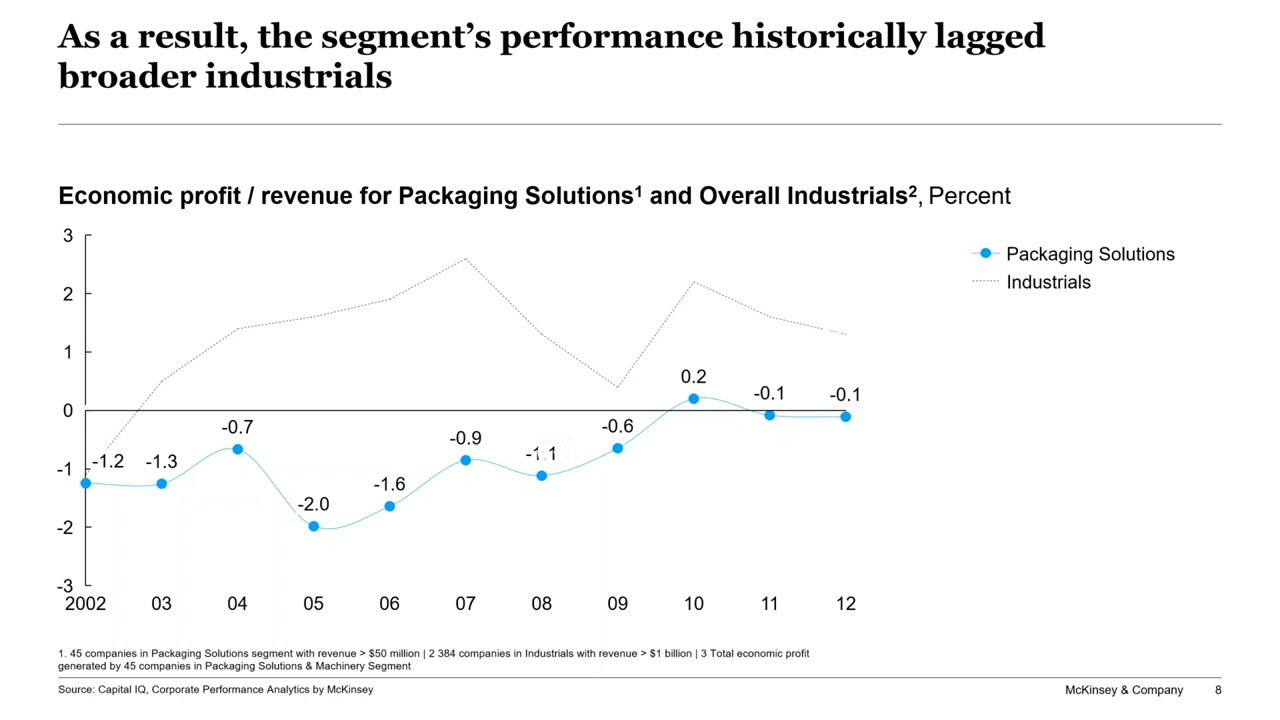 As a result, the segment’s performance historically lagged
broader industrials
Economic profit / revenue for Packaging Solutions¹ and Overall Industrials², Percent
3
2
1
0
-1
-2
-3
Packaging Solutions
Industrials
-1.2
-1.3
-0.7
-2.0
-1.6
-0.9
-1.1
-0.6
0.2
-0.1
-0.1
2002 03 04 05 06 07 08 09 10 11 12
1. 45 companies in Packaging Solutions segment with revenue > $50 million | 2 384 companies in Industrials with revenue > $1 billion | 3 Total economic profit
generated by 45 companies in Packaging Solutions & Machinery Segment
Source: Capital IQ, Corporate Performance Analytics by McKinsey
McKinsey & Company 8